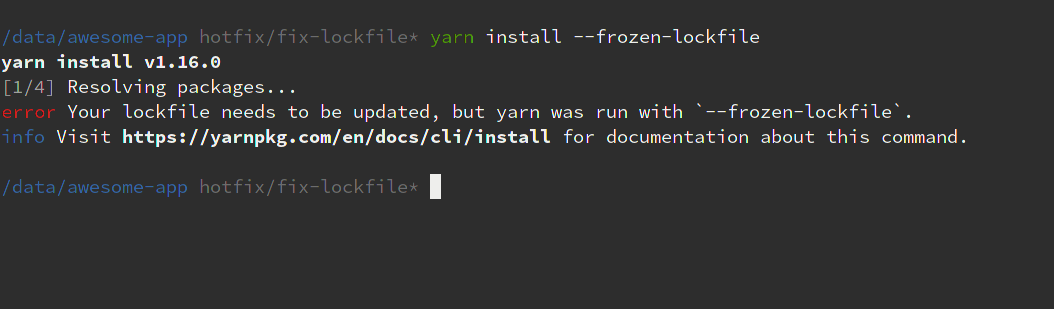 /data/awesome-app hotfix/fix-lockfile* yarn install --frozen-lockfile
yarn install v1.16.0
[1/4] Resolving packages...
error Your lockfile needs to be updated, but yarn was run with `--frozen-lockfile`.
info Visit https://yarnpkg.com/en/docs/cli/install for documentation about this command.
/data/awesome-app hotfix/fix-lockfile*